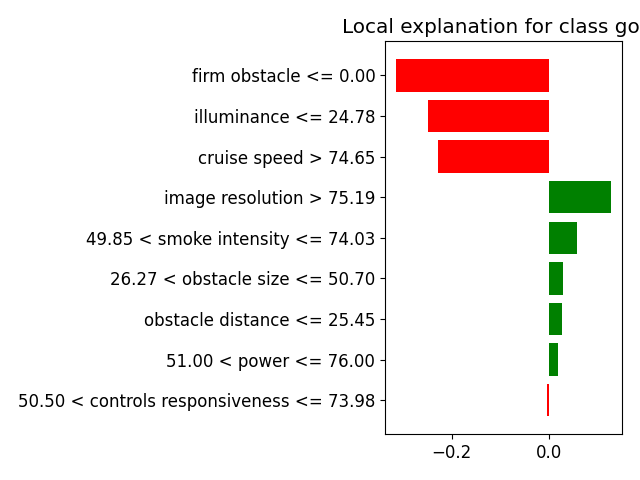 Local explanation for class go
firm obstacle <= 0.00
illuminance <= 24.78
cruise speed > 74.65
image resolution > 75.19
49.85 < smoke intensity <= 74.03
26.27 < obstacle size <= 50.70
obstacle distance <= 25.45
51.00 < power <= 76.00
50.50 < controls responsiveness <= 73.98
−0.2 0.0